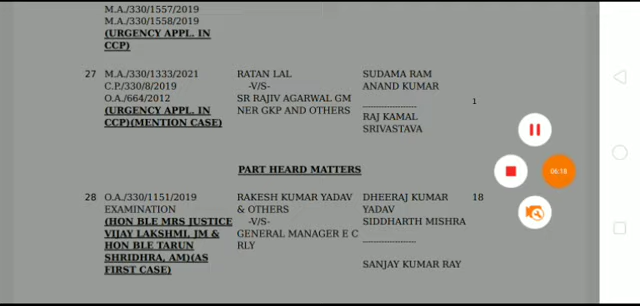 M.A./330/1557/2019
M.A./330/1558/2019
(URGENCY APPL. IN
CCP)
27 M.A./330/1333/2021 RATAN LAL SUDAMA RAM
C.P./330/8/2019 -V/S- ANAND KUMAR
O.A./664/2012 SR RAJIV AGARWAL GM -------------------- 1
(URGENCY APPL. IN NER GKP AND OTHERS RAJ KAMAL
CCP)(MENTION CASE) SRIVASTAVA
PART HEARD MATTERS
28 O.A./330/1151/2019 RAKESH KUMAR YADAV DHEERAJ KUMAR 18
EXAMINATION & OTHERS YADAV
(HON BLE MRS JUSTICE -V/S- SIDDHARTH MISHRA
VIJAY LAKSHMI, JM & GENERAL MANAGER E C --------------------
HON BLE TARUN RLY
SHRIDHRA, AM)(AS SANJAY KUMAR RAY
FIRST CASE)
06:18